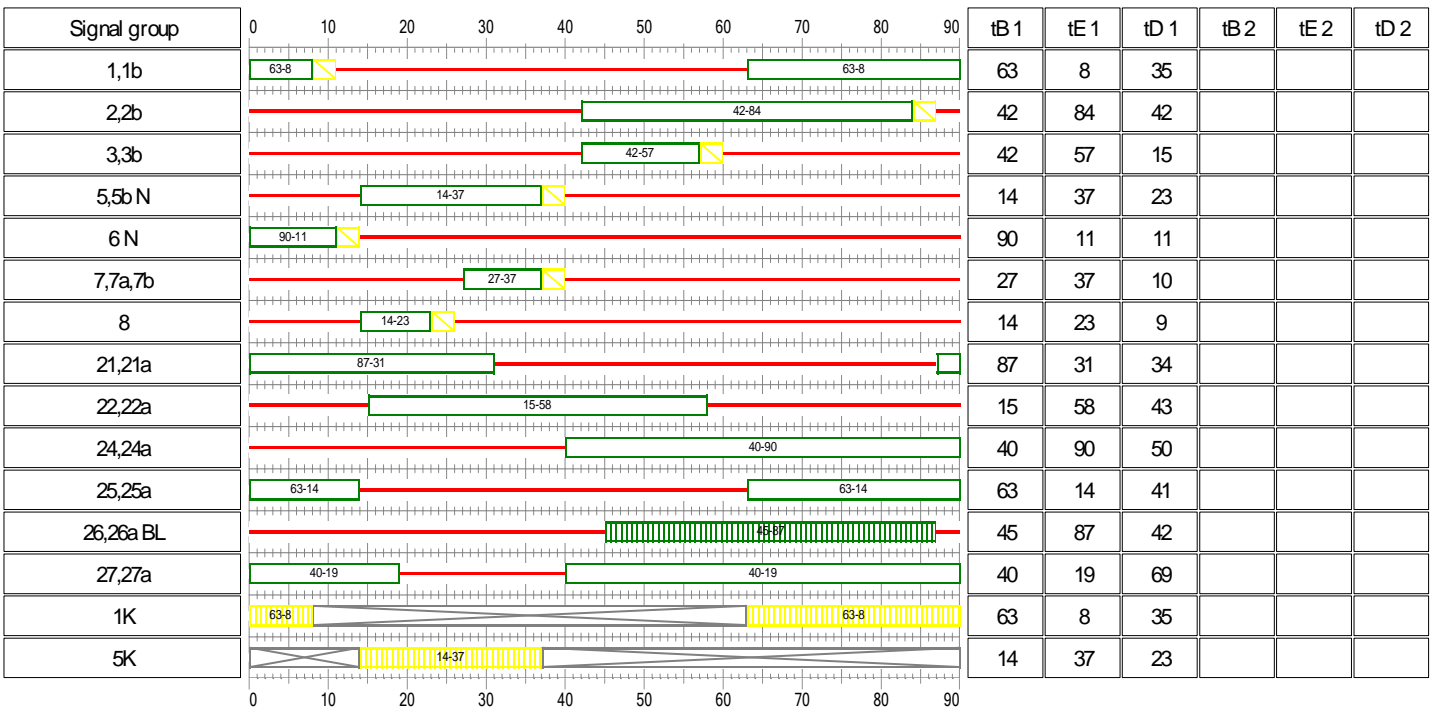 Signal group 0 10 20 30 40 50 60 70 80 90 tB 1 tE 1 tD 1 tB 2 tE 2 tD 2
1,1b 63-8 63-8 63 8 35
2,2b 42-84 42 84 42
3,3b 42-57 42 57 15
5,5b N 14-37 14 37 23
6 N 90-11 90 11 11
7,7a,7b 27-37 27 37 10
8 14-23 14 23 9
21,21a 87-31 87 31 34
22,22a 15-58 15 58 43
24,24a 40-90 40 90 50
25,25a 63-14 63-14 63 14 41
26,26a BL 45-87 45 87 42
27,27a 40-19 40-19 40 19 69
1K 63-8 63-8 63 8 35
5K 14-37 14 37 23
0 10 20 30 40 50 60 70 80 90